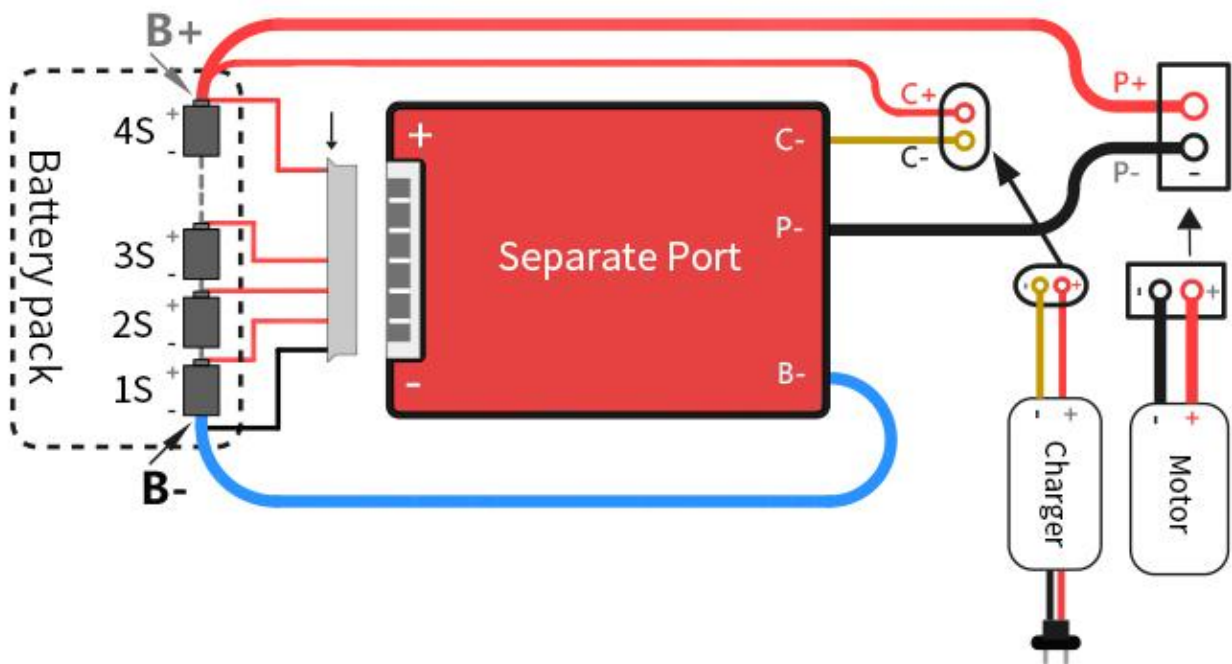 B+
Battery pack
4S
+
-
3S
+
-
2S
+
-
1S
+
-
B-
+
-
Separate Port
C-
P-
B-
C+
C-
P+
P-
-
- +
- +
- +
Charger
- +
Motor